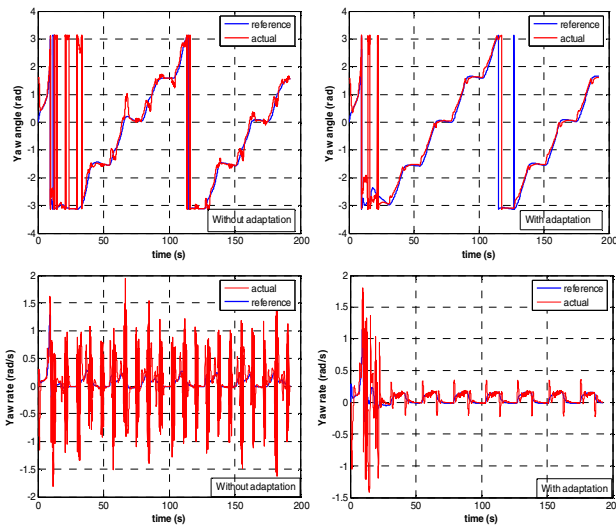 4
3
2
1
0
-1
-2
-3
-4
Yaw angle (rad)
reference
actual
Without adaptation
0
50
100
150
200
time (s)
4
3
2
1
0
-1
-2
-3
-4
Yaw angle (rad)
reference
actual
With adaptation
0
50
100
150
200
time (s)
2
1.5
1
0.5
0
-0.5
-1
-1.5
-2
Yaw rate (rad/s)
actual
reference
Without adaptation
0
50
100
150
200
time (s)
2
1.5
1
0.5
0
-0.5
-1
-1.5
Yaw rate (rad/s)
reference
actual
With adaptation
0
50
100
150
200
time (s)